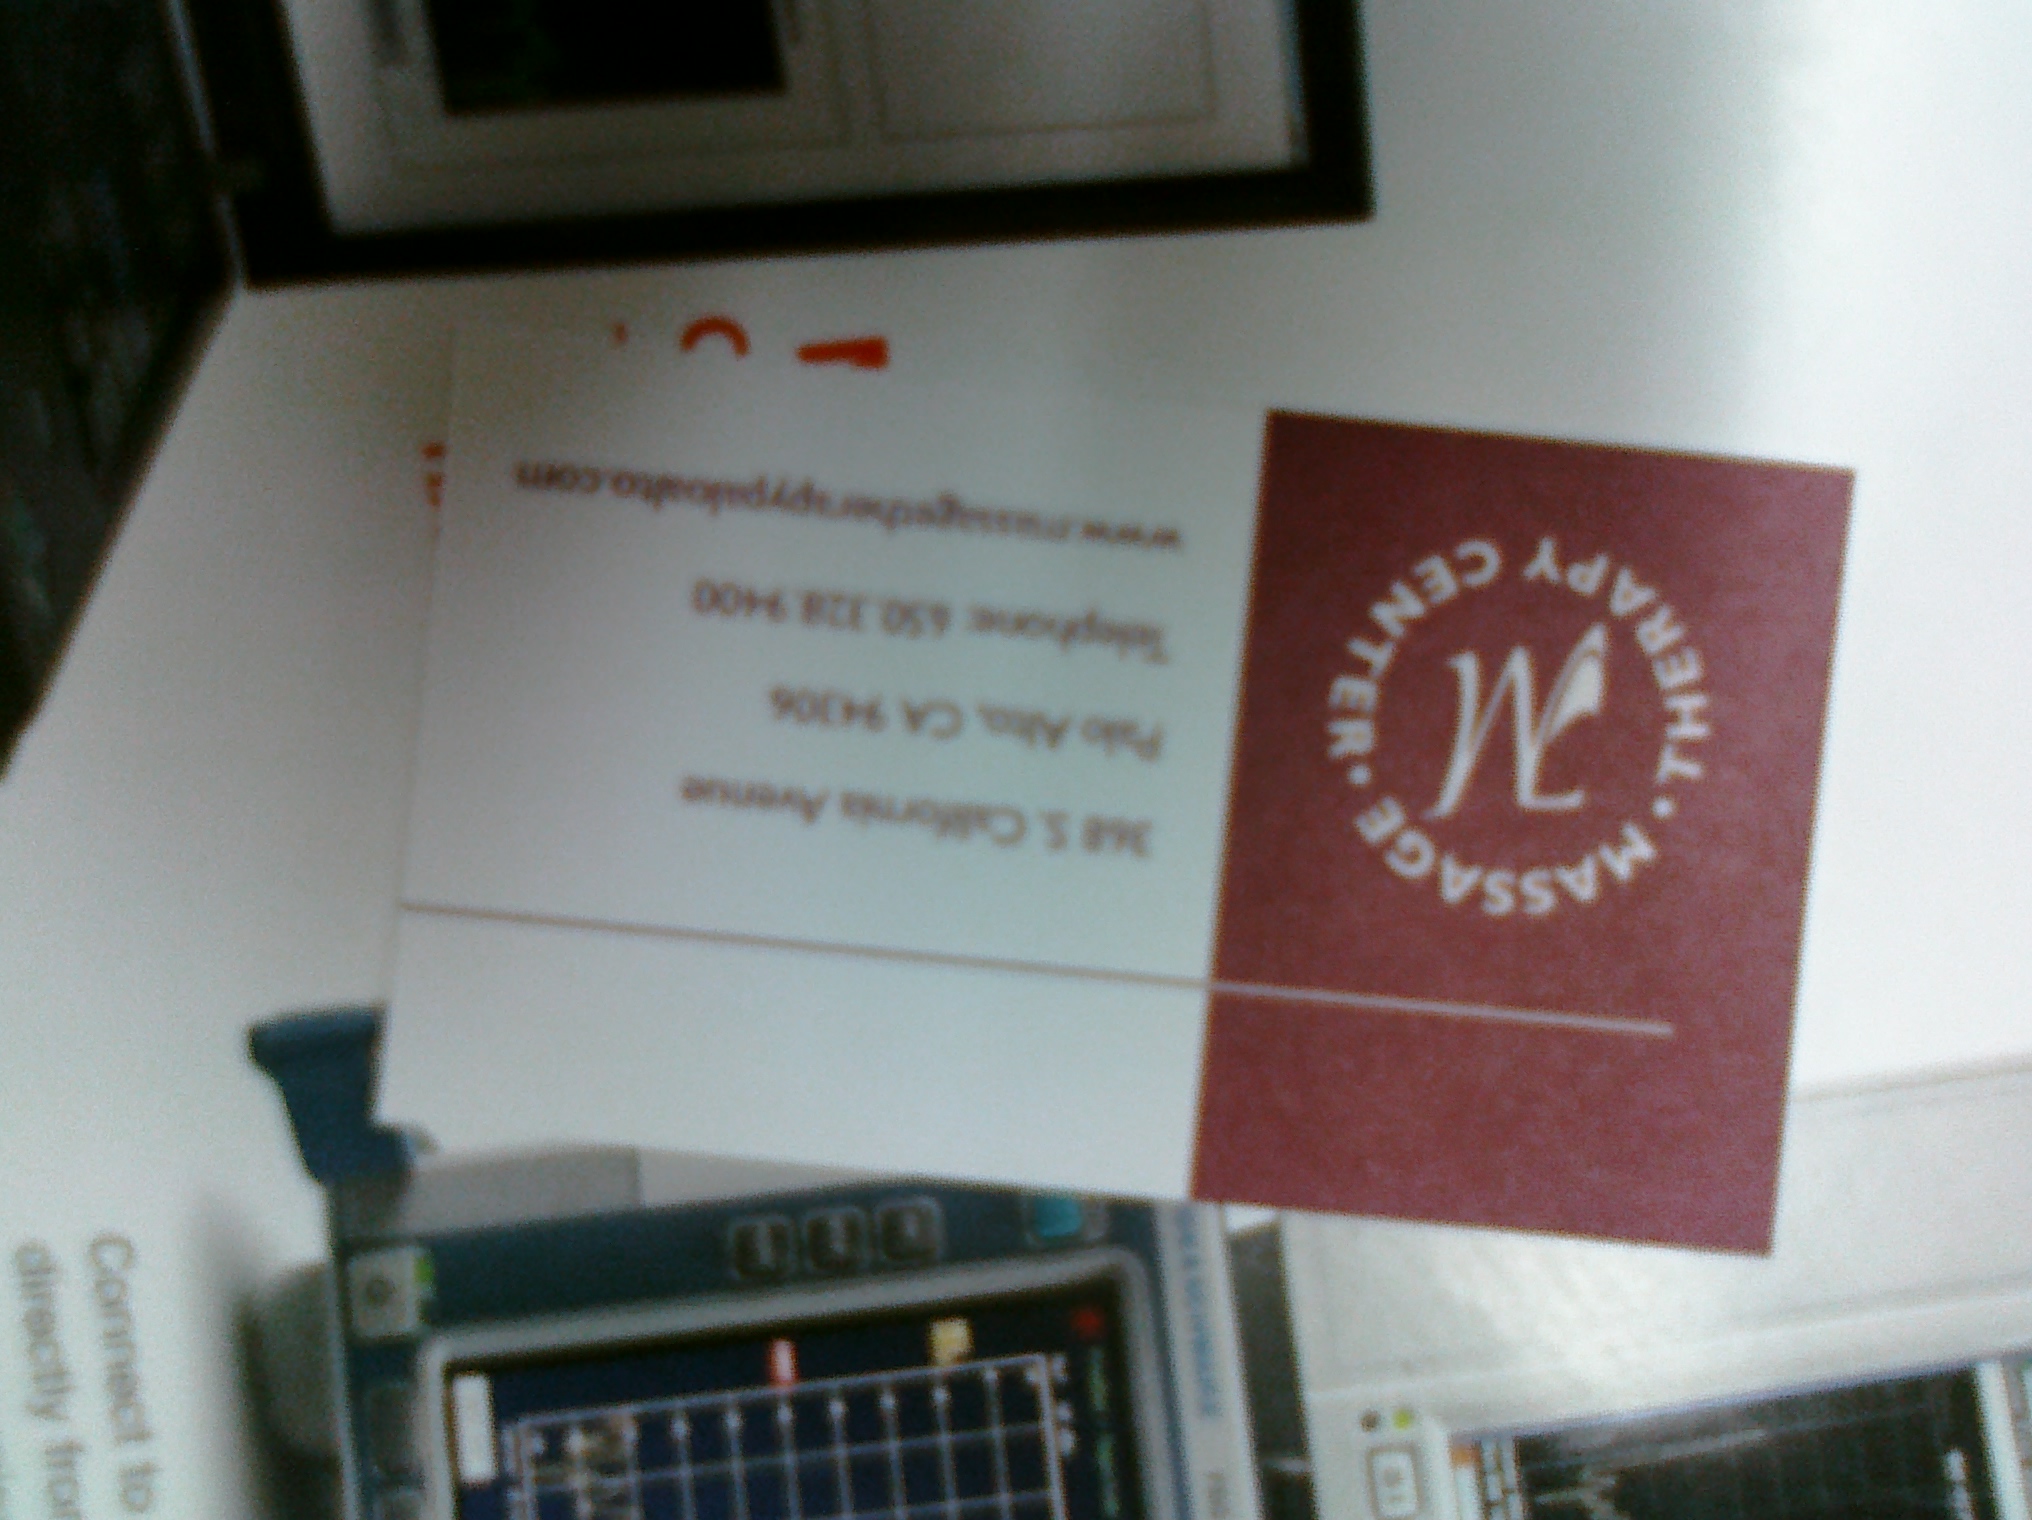 MASSAGE • THERAPY CENTER •
M
368 S. California Avenue
Palo Alto, CA 94306
Telephone: 650.328.9400
www.massagetherapypaloalto.com
Connect to
directly from